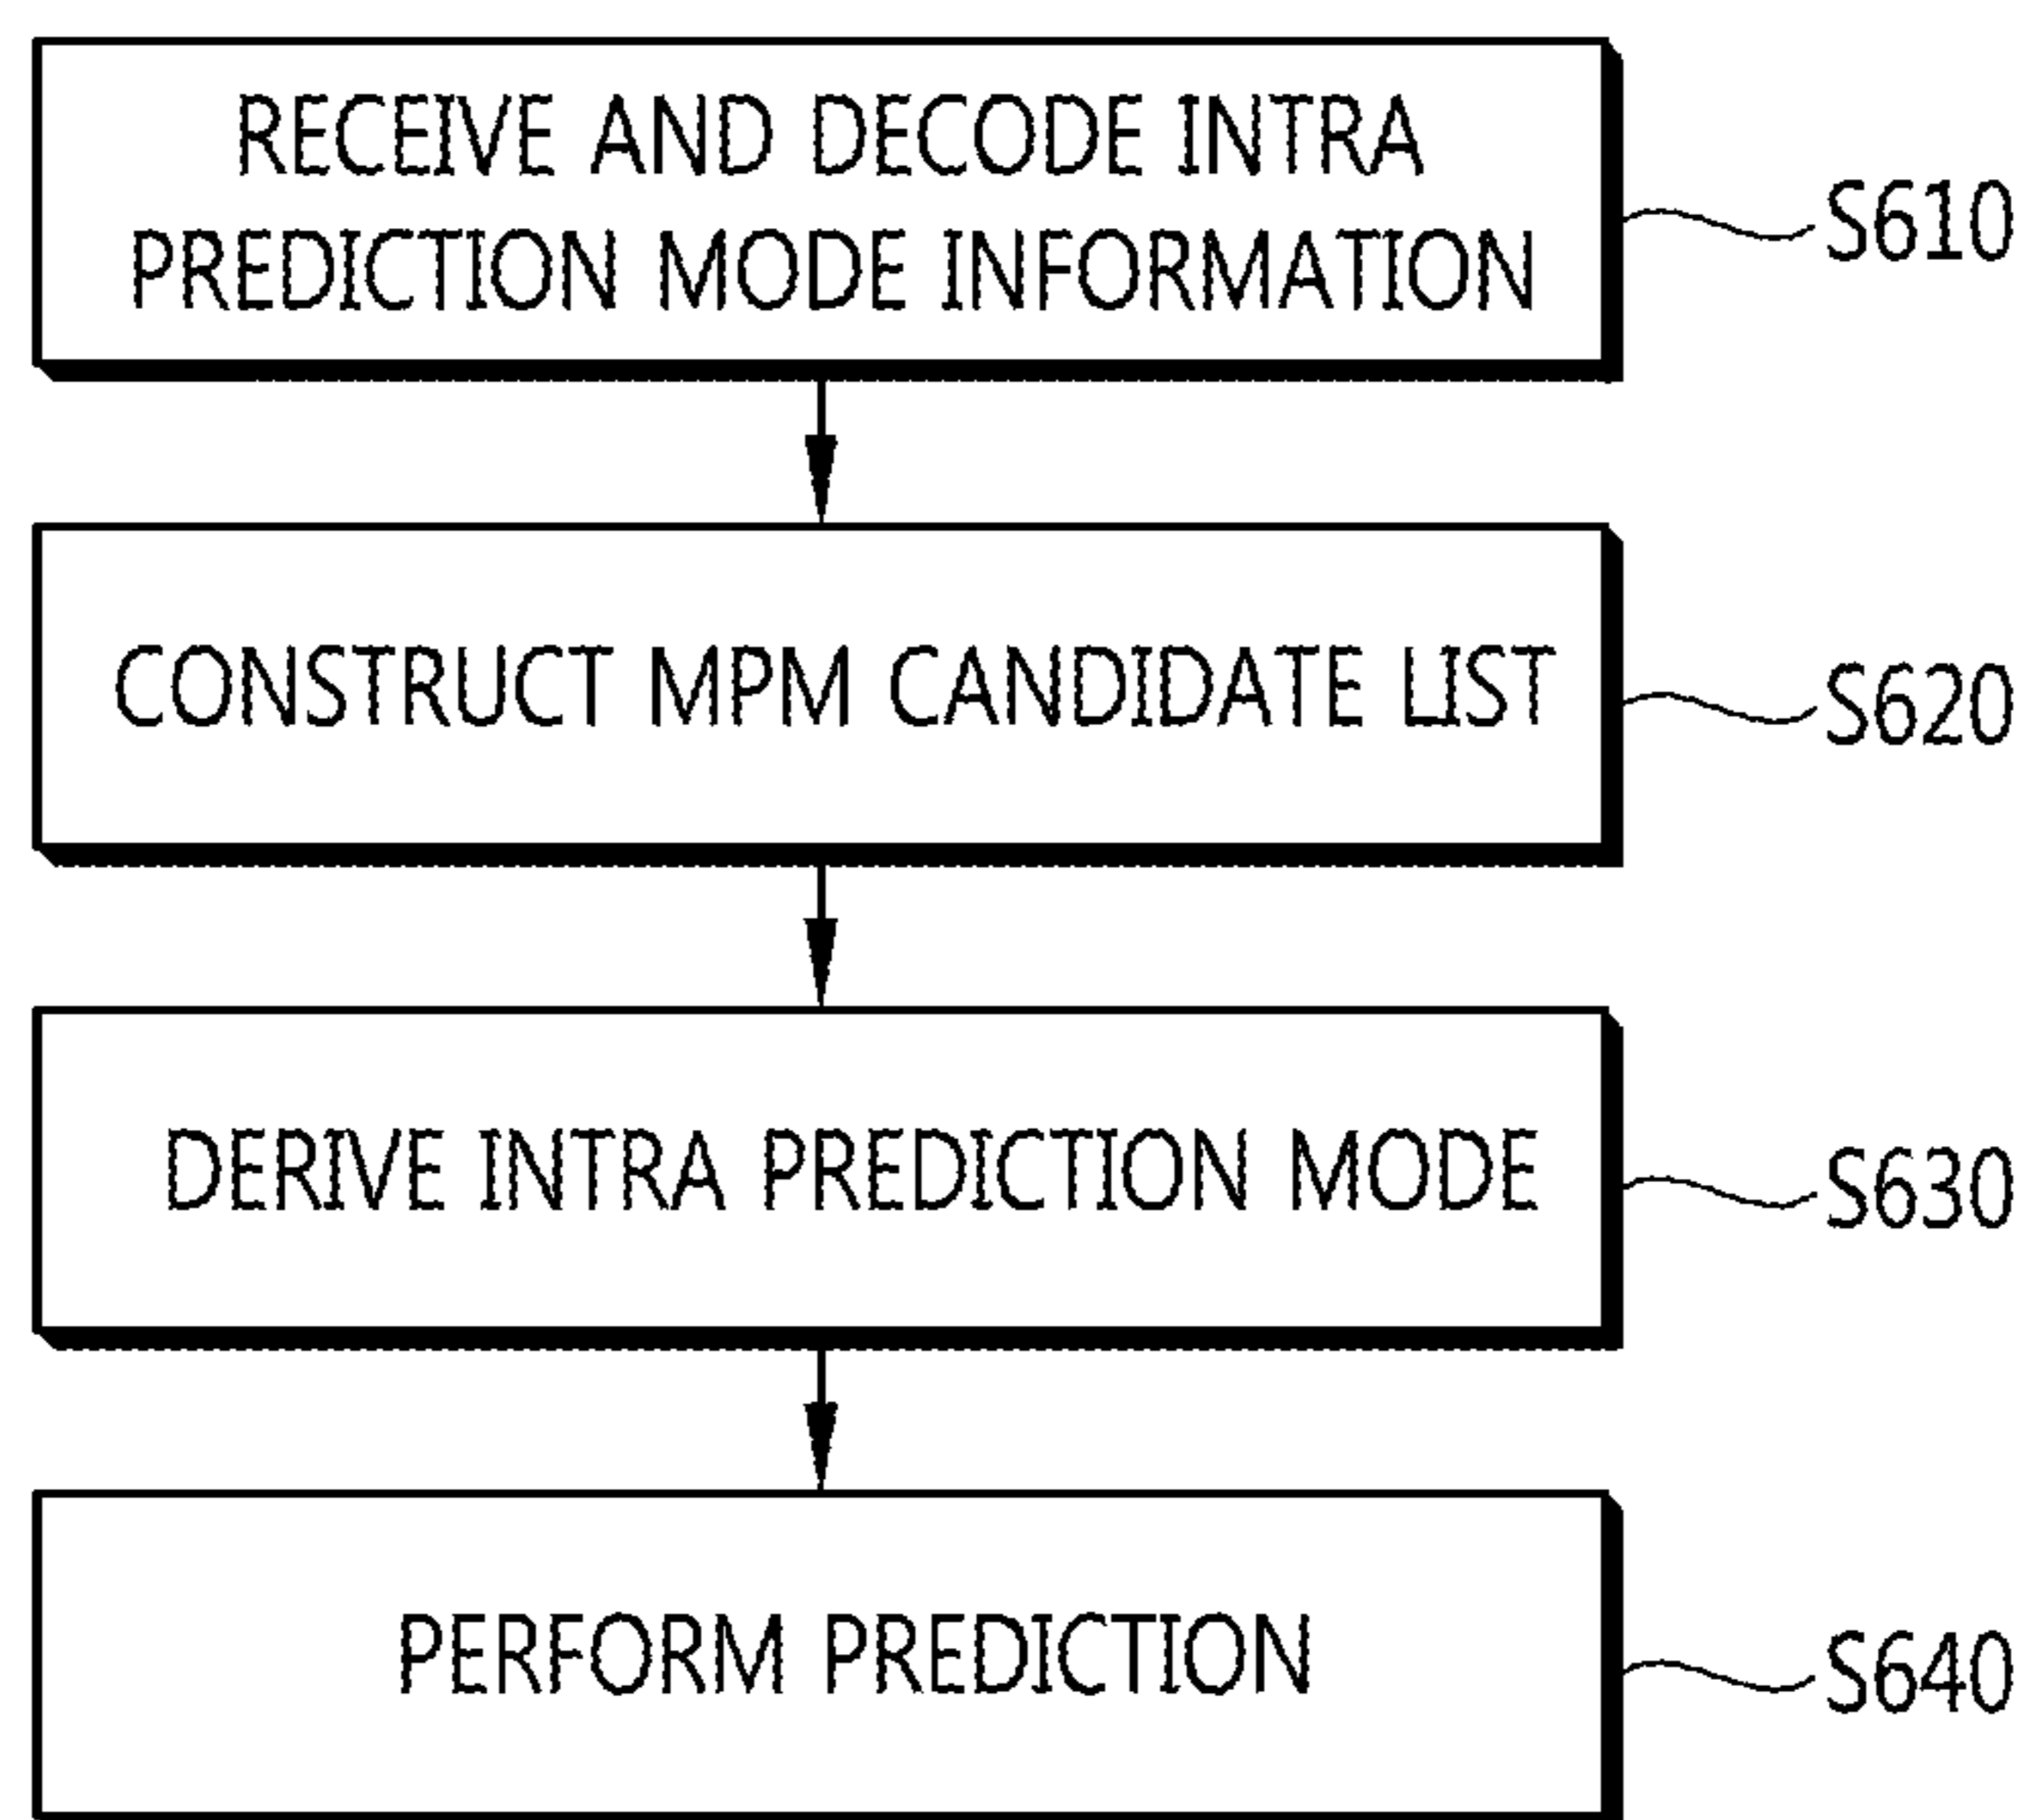 RECEIVE AND DECODE INTRA
PREDICTION MODE INFORMATION
S610
CONSTRUCT MPM CANDIDATE LIST
S620
DERIVE INTRA PREDICTION MODE
S630
PERFORM PREDICTION
S640